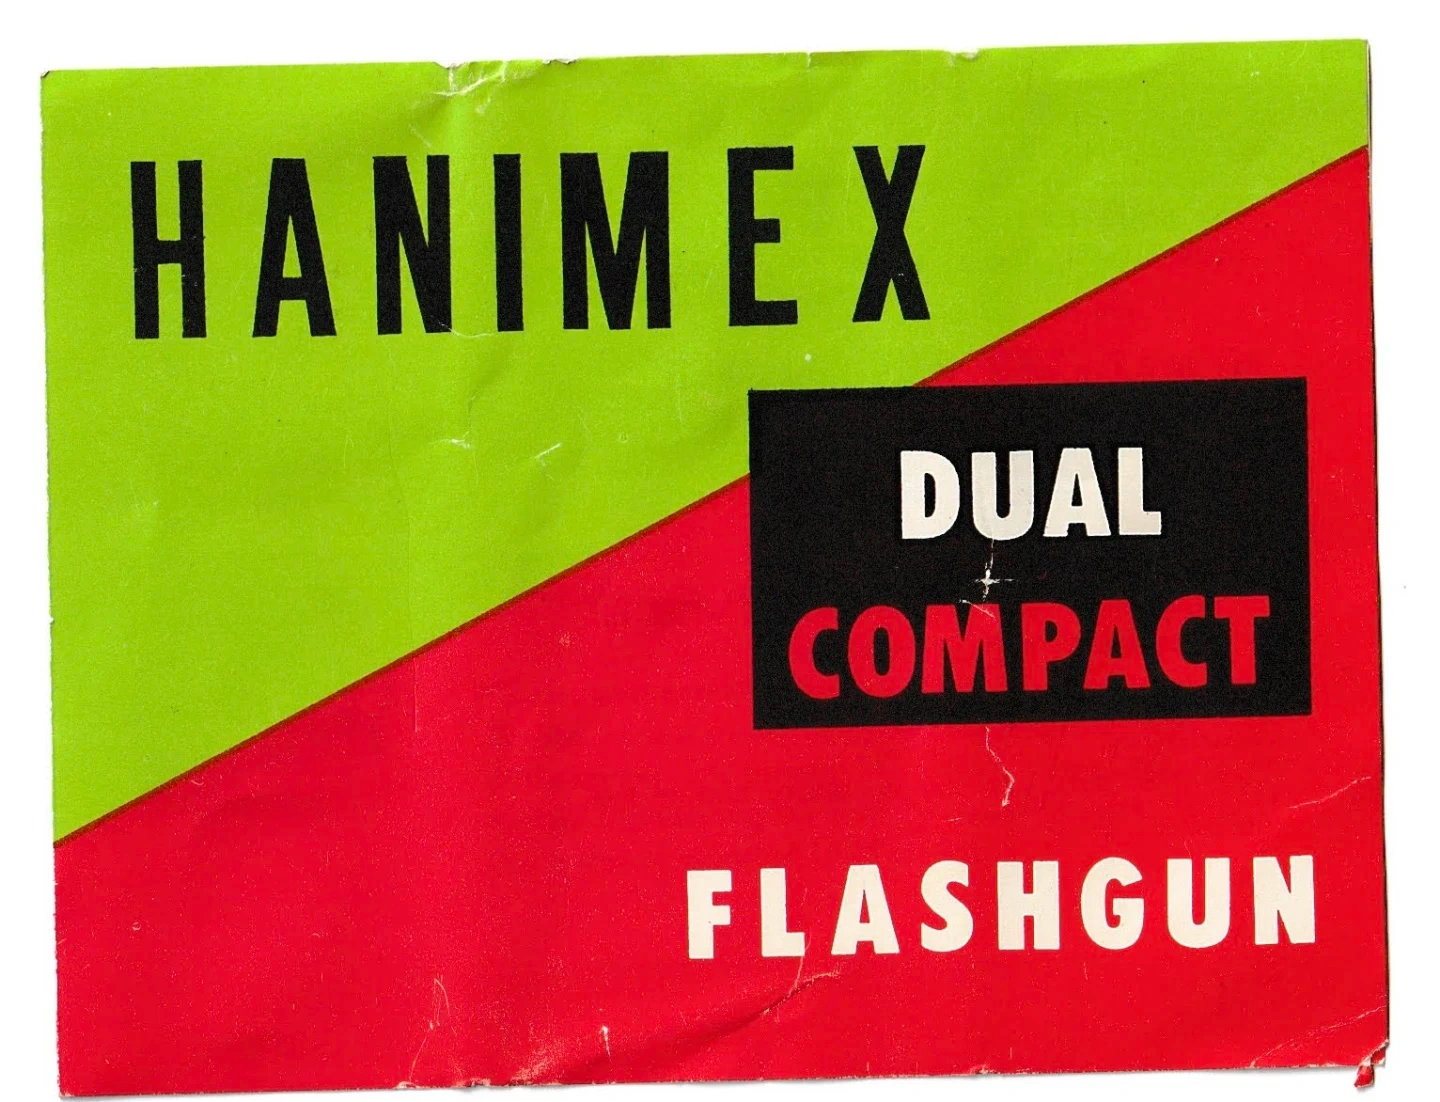 HANIMEX
DUAL
COMPACT
FLASHGUN